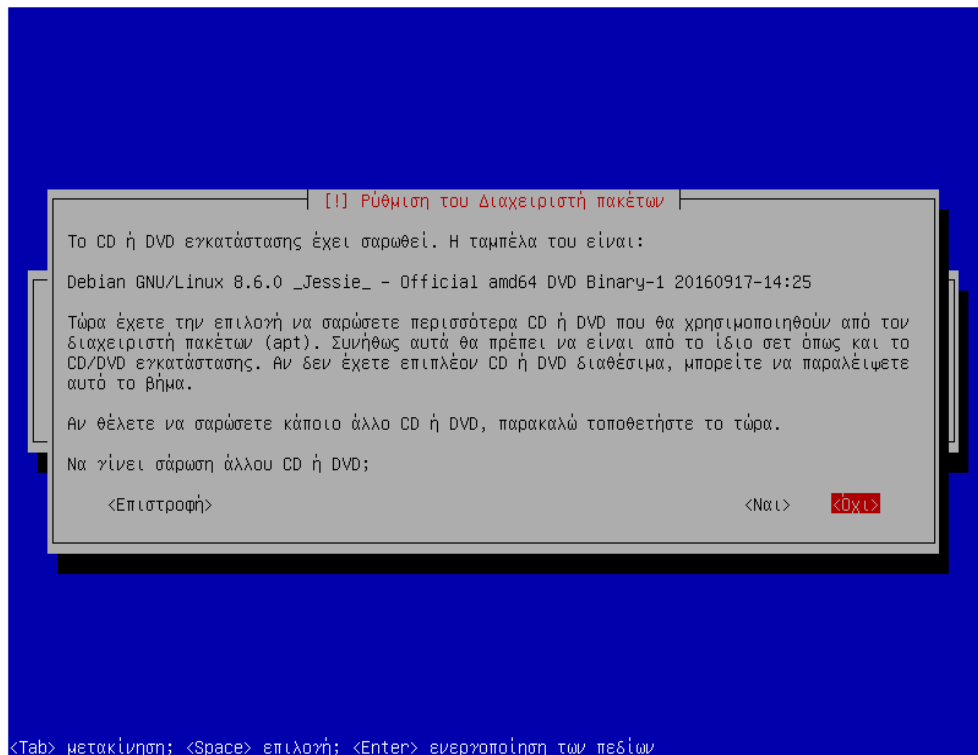 [!] Ρύθμιση του Διαχειριστή πακέτων
Το CD ή DVD εγκατάστασης έχει σαρωθεί. Η ταμπέλα του είναι:
Debian GNU/Linux 8.6.0 _Jessie_ - Official amd64 DVD Binary-1 20160917-14:25
Τώρα έχετε την επιλογή να σαρώσετε περισσότερα CD ή DVD που θα χρησιμοποιηθούν από τον
διαχειριστή πακέτων (apt). Συνήθως αυτά θα πρέπει να είναι από το ίδιο σετ όπως και το
CD/DVD εγκατάστασης. Αν δεν έχετε επιπλέον CD ή DVD διαθέσιμα, μπορείτε να παραλείψετε
αυτό το βήμα.
Αν θέλετε να σαρώσετε κάποιο άλλο CD ή DVD, παρακαλώ τοποθετήστε το τώρα.
Να γίνει σάρωση άλλου CD ή DVD;
<Επιστροφή> <Ναι> <Όχι>
<Tab> μετακίνηση; <Space> επιλογή; <Enter> ενεργοποίηση των πεδίων